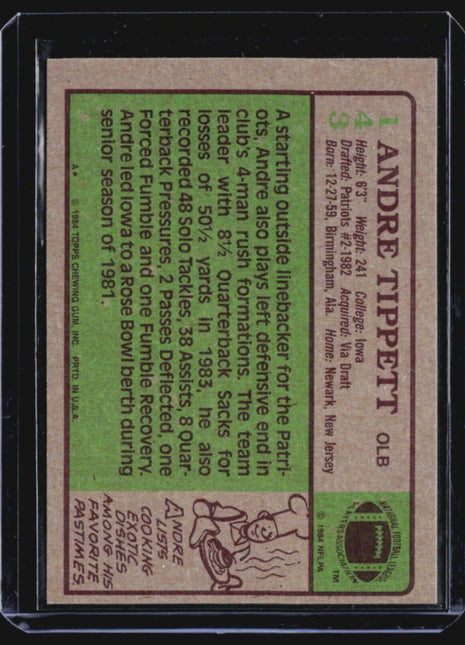 143
ANDRE TIPPETT OLB
Height: 6'3" Weight: 241 College: Iowa
Drafted: Patriots #2-1982 Acquired: Via Draft
Born: 12-27-59, Birmingham, Ala. Home: Newark, New Jersey
NATIONAL FOOTBALL LEAGUE
PLAYERS ASSOCIATION
TM
© 1984 NFLPA
A starting outside linebacker for the Patri-
ots, Andre also plays left defensive end in
club's 4-man rush formations. The team
leader with 8½ Quarterback Sacks for
losses of 50½ yards in 1983, he also
recorded 48 Solo Tackles, 38 Assists, 8 Quar-
terback Pressures, 2 Passes Deflected, one
Forced Fumble and one Fumble Recovery.
Andre led Iowa to a Rose Bowl berth during
senior season of 1981.
ANDRE
LISTS
COOKING
EXOTIC
DISHES
AMONG HIS
FAVORITE
PASTIMES.
A* © 1984 TOPPS CHEWING GUM, INC. PRTD. IN U.S.A.